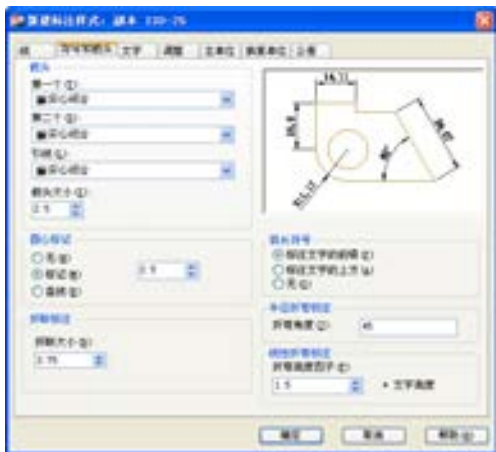 新建标注样式: 副本 ISO-25
线 符号和箭头 文字 调整 主单位 换算单位 公差
箭头
第一个(T):
实心闭合
第二个(D):
实心闭合
引线(L):
实心闭合
箭头大小(I):
2.5
圆心标记
无(N)
标记(M)
直线(E)
2.5
折断标注
折断大小(B):
3.75
14,11
R11,17
弧长符号
标注文字的前缀(P)
标注文字的上方(A)
无(O)
半径折弯标注
折弯角度(J):
45
线性折弯标注
折弯高度因子(F):
1.5
* 文字高度
确定
取消
帮助(H)